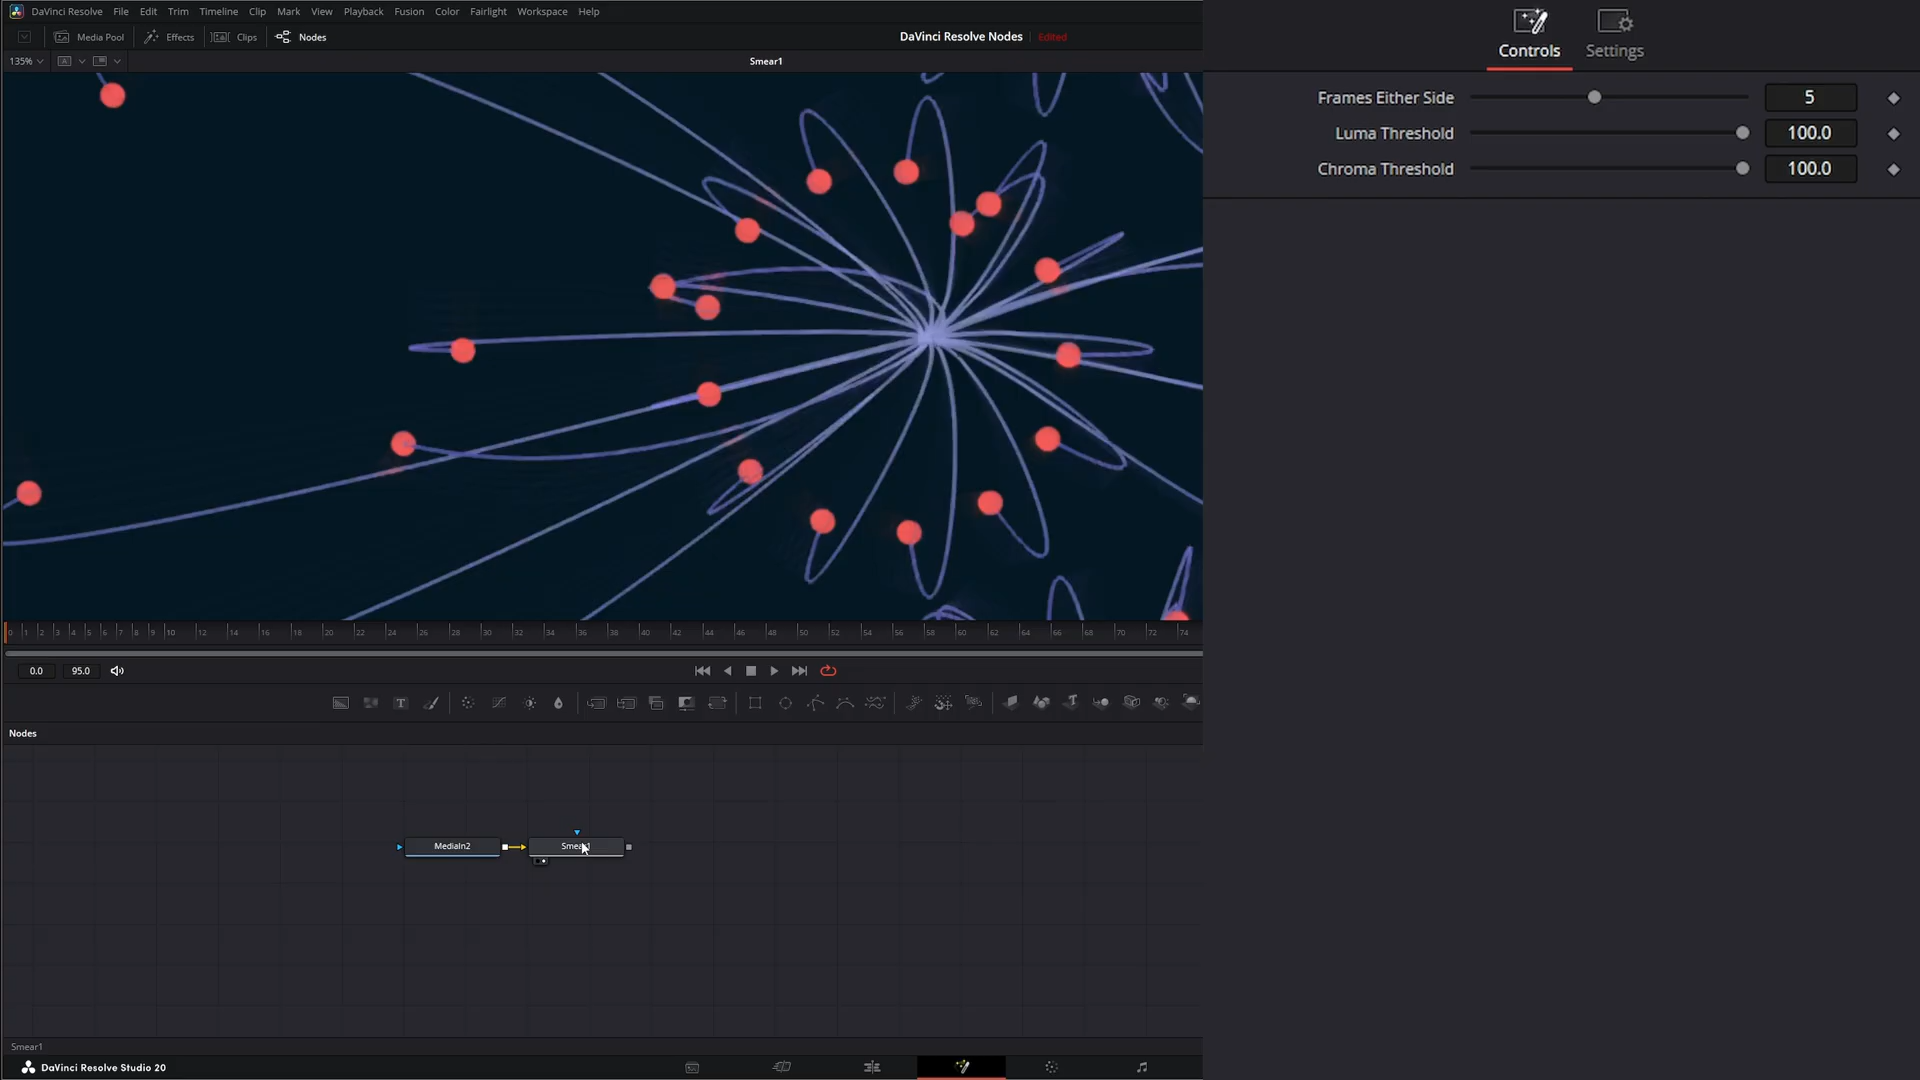 DaVinci Resolve File Edit Trim Timeline Clip Mark View Playback Fusion Color Fairlight Workspace Help
Media Pool Effects Clips Nodes DaVinci Resolve Nodes Edited
135% Smear1
Controls Settings
Frames Either Side 5
Luma Threshold 100.0
Chroma Threshold 100.0
0 1 2 3 4 5 6 7 8 9 10 12 14 16 18 20 22 24 26 28 30 32 34 36 38 40 42 44 46 48 50 52 54 56 58 60 62 64 66 68 70 72 74
0.0 95.0
Nodes
MediaIn2 Smear1
Smear1
DaVinci Resolve Studio 20